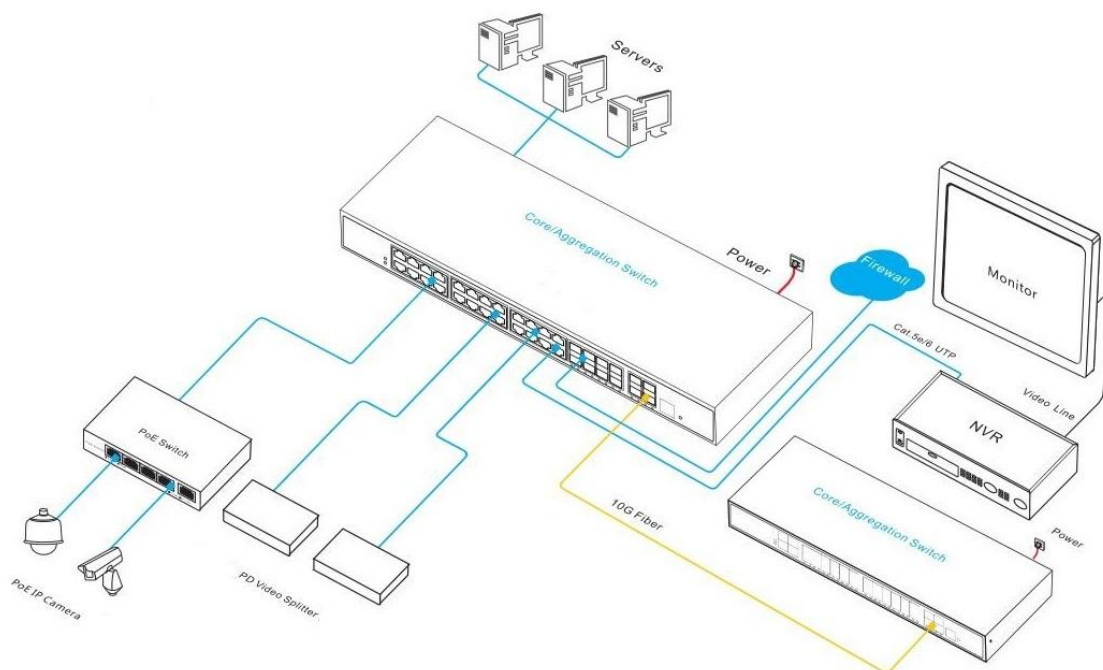 Servers
Core/Aggregation Switch
Power
Firewall
Monitor
Cat.5e/6 UTP
Video Line
NVR
PoE Switch
10G Fiber
Core/Aggregation Switch
Power
PoE IP Camera
PD Video Splitter